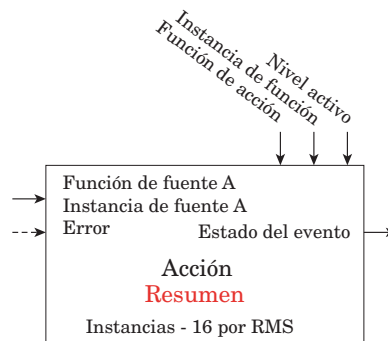 Función de acción
Instancia de función
Nivel activo
Función de fuente A
Instancia de fuente A
Error
Estado del evento
Acción
Resumen
Instancias - 16 por RMS